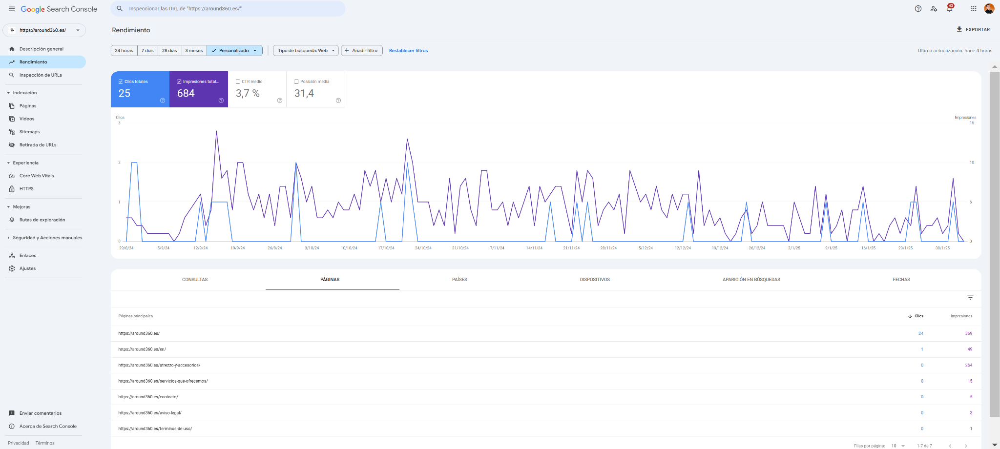 Google Search Console
Inspeccionar las URL de "https://around360.es/"
43
https://around360.es/
Rendimiento
EXPORTAR
Descripción general
Rendimiento
Inspección de URLs
Indexación
Páginas
Videos
Sitemaps
Retirada de URLs
Experiencia
Core Web Vitals
HTTPS
Mejoras
Rutas de exploración
Seguridad y Acciones manuales
Enlaces
Ajustes
Enviar comentarios
Acerca de Search Console
Privacidad Términos
24 horas 7 días 28 días 3 meses Personalizado Tipo de búsqueda: Web Añadir filtro Restablecer filtros
Última actualización: hace 4 horas
Clics totales Impresiones total... CTR medio Posición media
25 684 3,7 % 31,4
Clics Impresiones
3 15
2 10
1 5
0 0
29/8/24 5/9/24 12/9/24 19/9/24 26/9/24 3/10/24 10/10/24 17/10/24 24/10/24 31/10/24 7/11/24 14/11/24 21/11/24 28/11/24 5/12/24 12/12/24 19/12/24 26/12/24 2/1/25 9/1/25 16/1/25 23/1/25 30/1/25
CONSULTAS PÁGINAS PAÍSES DISPOSITIVOS APARICIÓN EN BÚSQUEDAS FECHAS
Páginas principales Clics Impresiones
https://around360.es/ 24 369
https://around360.es/en/ 1 49
https://around360.es/atrezzo-y-accesorios/ 0 264
https://around360.es/servicios-que-ofrecemos/ 0 15
https://around360.es/contacto/ 0 5
https://around360.es/aviso-legal/ 0 3
https://around360.es/terminos-de-uso/ 0 1
Filas por página: 10 1-7 de 7